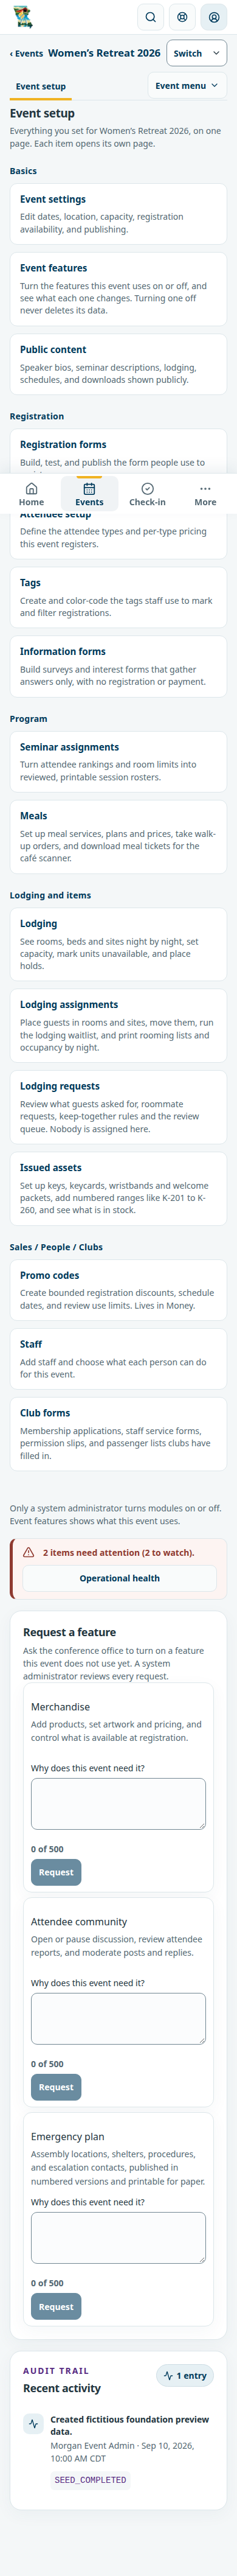 ‹ Events Women's Retreat 2026 Switch
Event setup Event menu
Event setup
Everything you set for Women's Retreat 2026, on one
page. Each item opens its own page.
Basics
Event settings
Edit dates, location, capacity, registration
availability, and publishing.
Event features
Turn the features this event uses on or off, and
see what each one changes. Turning one off
never deletes its data.
Public content
Speaker bios, seminar descriptions, lodging,
schedules, and downloads shown publicly.
Registration
Registration forms
Build, test, and publish the form people use to
Home Events Check-in More
Attendee setup
Define the attendee types and per-type pricing
this event registers.
Tags
Create and color-code the tags staff use to mark
and filter registrations.
Information forms
Build surveys and interest forms that gather
answers only, with no registration or payment.
Program
Seminar assignments
Turn attendee rankings and room limits into
reviewed, printable session rosters.
Meals
Set up meal services, plans and prices, take walk-
up orders, and download meal tickets for the
café scanner.
Lodging and items
Lodging
See rooms, beds and sites night by night, set
capacity, mark units unavailable, and place
holds.
Lodging assignments
Place guests in rooms and sites, move them, run
the lodging waitlist, and print rooming lists and
occupancy by night.
Lodging requests
Review what guests asked for, roommate
requests, keep-together rules and the review
queue. Nobody is assigned here.
Issued assets
Set up keys, keycards, wristbands and welcome
packets, add numbered ranges like K-201 to K-
260, and see what is in stock.
Sales / People / Clubs
Promo codes
Create bounded registration discounts, schedule
dates, and review use limits. Lives in Money.
Staff
Add staff and choose what each person can do
for this event.
Club forms
Membership applications, staff service forms,
permission slips, and passenger lists clubs have
filled in.
Only a system administrator turns modules on or off.
Event features shows what this event uses.
2 items need attention (2 to watch).
Operational health
Request a feature
Ask the conference office to turn on a feature
this event does not use yet. A system
administrator reviews every request.
Merchandise
Add products, set artwork and pricing, and
control what is available at registration.
Why does this event need it?
0 of 500
Request
Attendee community
Open or pause discussion, review attendee
reports, and moderate posts and replies.
Why does this event need it?
0 of 500
Request
Emergency plan
Assembly locations, shelters, procedures,
and escalation contacts, published in
numbered versions and printable for paper.
Why does this event need it?
0 of 500
Request
AUDIT TRAIL
1 entry
Recent activity
Created fictitious foundation preview
data.
Morgan Event Admin · Sep 10, 2026,
10:00 AM CDT
SEED_COMPLETED